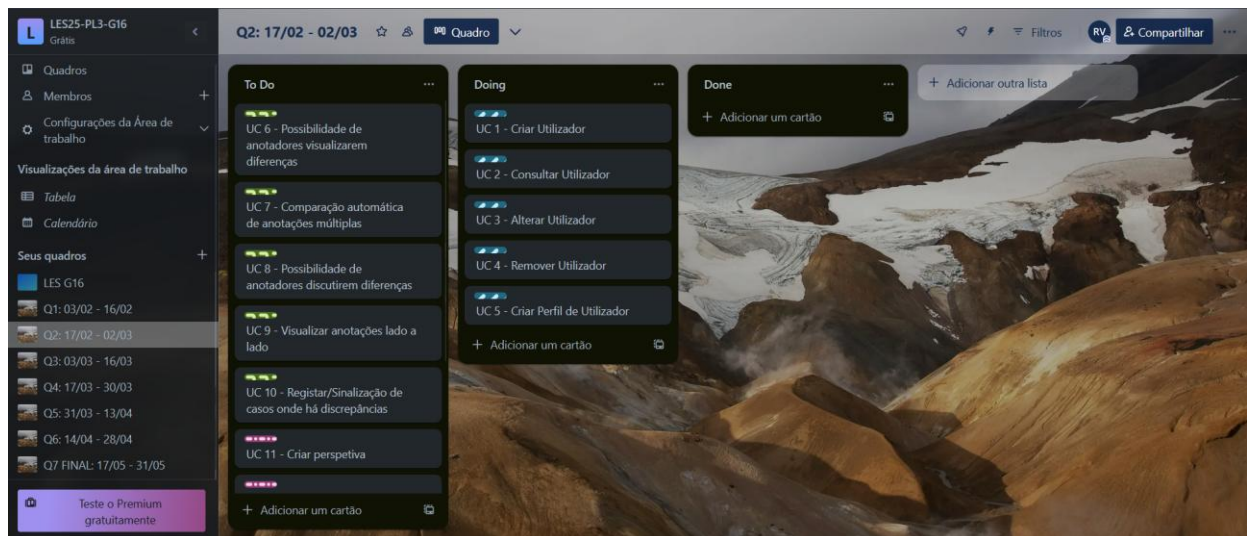 L
LES25-PL3-G16
Grátis
Quadros
Membros
Configurações da Área de
trabalho
Visualizações da área de trabalho
Tabela
Calendário
Seus quadros
LES G16
Q1: 03/02 - 16/02
Q2: 17/02 - 02/03
Q3: 03/03 - 16/03
Q4: 17/03 - 30/03
Q5: 31/03 - 13/04
Q6: 14/04 - 28/04
Q7 FINAL: 17/05 - 31/05
Teste o Premium
gratuitamente
Q2: 17/02 - 02/03
Quadro
Filtros
RV
Compartilhar
To Do
UC 6 - Possibilidade de
anotadores visualizarem
diferenças
UC 7 - Comparação automática
de anotações múltiplas
UC 8 - Possibilidade de
anotadores discutirem diferenças
UC 9 - Visualizar anotações lado a
lado
UC 10 - Registar/Sinalização de
casos onde há discrepâncias
UC 11 - Criar perspetiva
+ Adicionar um cartão
Doing
UC 1 - Criar Utilizador
UC 2 - Consultar Utilizador
UC 3 - Alterar Utilizador
UC 4 - Remover Utilizador
UC 5 - Criar Perfil de Utilizador
+ Adicionar um cartão
Done
+ Adicionar um cartão
+ Adicionar outra lista